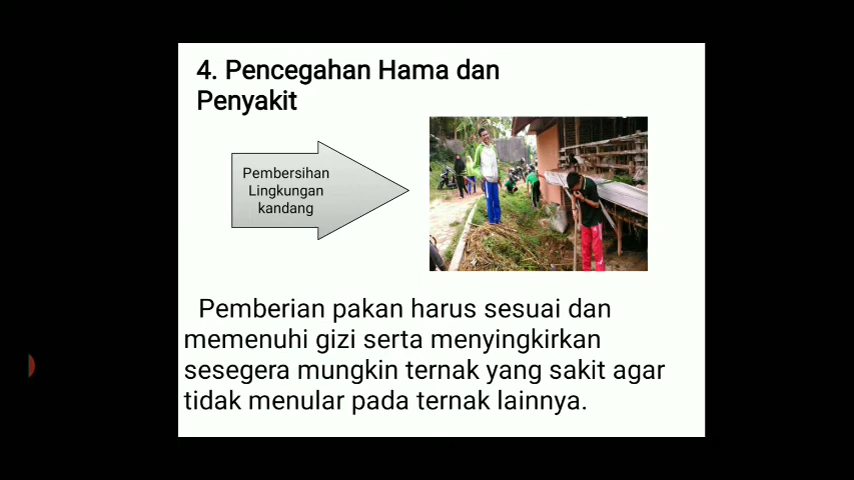 4. Pencegahan Hama dan
Penyakit
Pembersihan
Lingkungan
kandang
Pemberian pakan harus sesuai dan
memenuhi gizi serta menyingkirkan
sesegera mungkin ternak yang sakit agar
tidak menular pada ternak lainnya.